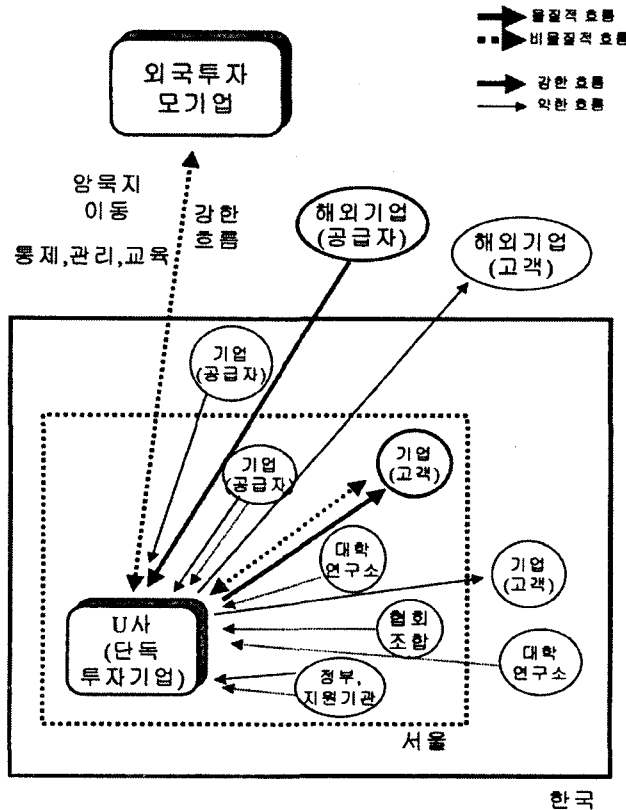 물질적 흐름
비물질적 흐름
강한 흐름
약한 흐름
외국투자
모기업
암묵지
이동
통제,관리,교육
강한
흐름
해외기업
(공급자)
해외기업
(고객)
기업
(공급자)
기업
(공급자)
기업
(고객)
대학
연구소
기업
(고객)
협회
조합
대학
연구소
정부,
지원기관
U사
(단독
투자기업)
서울
한국